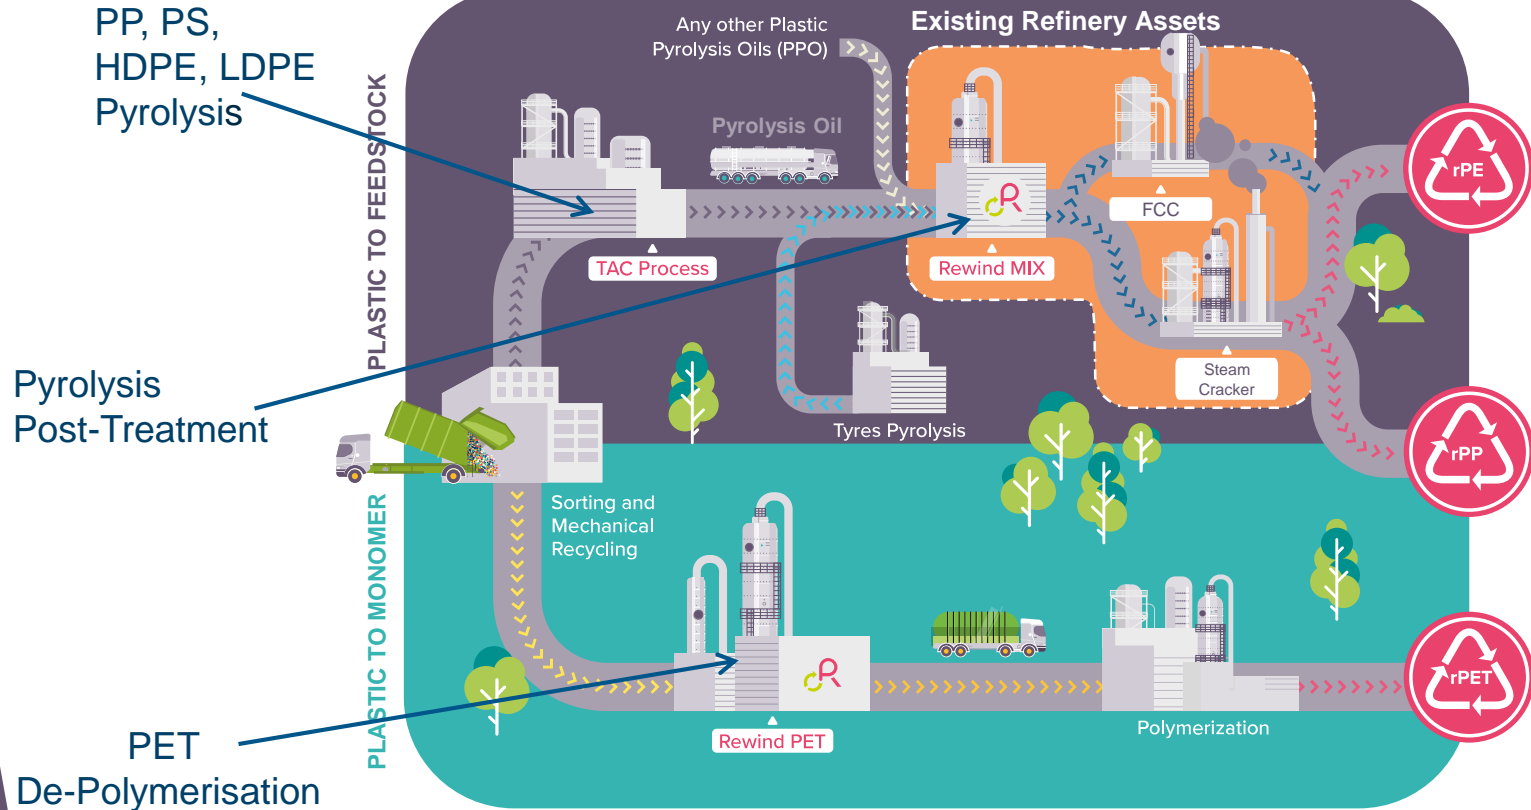 PP, PS,
HDPE, LDPE
Pyrolysis
Pyrolysis
Post-Treatment
PET
De-Polymerisation
PLASTIC TO FEEDSTOCK
PLASTIC TO MONOMER
Any other Plastic
Pyrolysis Oils (PPO)
Existing Refinery Assets
Pyrolysis Oil
TAC Process
R
Rewind MIX
FCC
Steam
Cracker
Tyres Pyrolysis
Sorting and
Mechanical
Recycling
R
Rewind PET
Polymerization
rPE
rPP
rPET